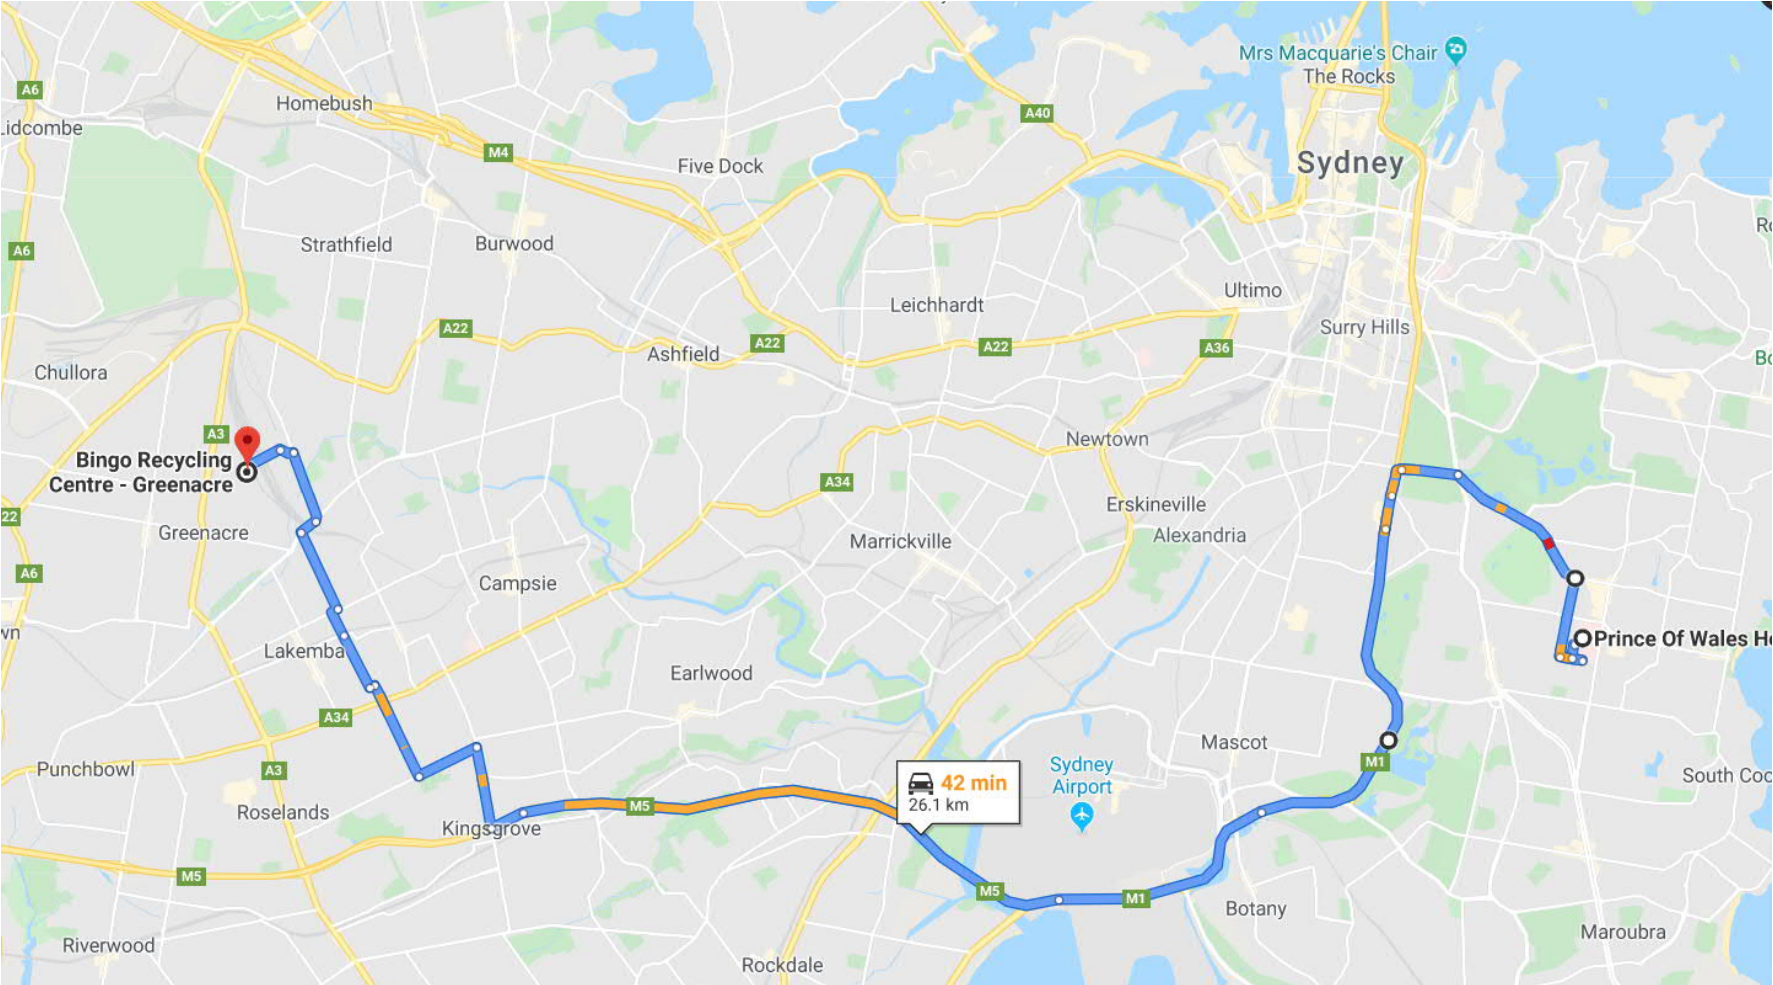 Mrs Macquarie's Chair
The Rocks
A6
Homebush
A40
Lidcombe
M4
Five Dock
Sydney
A6
Strathfield
Burwood
Ultimo
Leichhardt
Surry Hills
A22
A22
A22
A36
Ashfield
Chullora
A3
Newtown
Bingo Recycling
Centre - Greenacre
A34
Erskineville
22
Greenacre
Marrickville
Alexandria
A6
Campsie
Prince Of Wales Ho
Lakemba
Earlwood
A34
Mascot
M1
Punchbowl
A3
Sydney
Airport
South Coo
42 min
26.1 km
Roselands
M5
Kingsgrove
M5
M5
M1
Botany
Riverwood
Rockdale
Maroubra